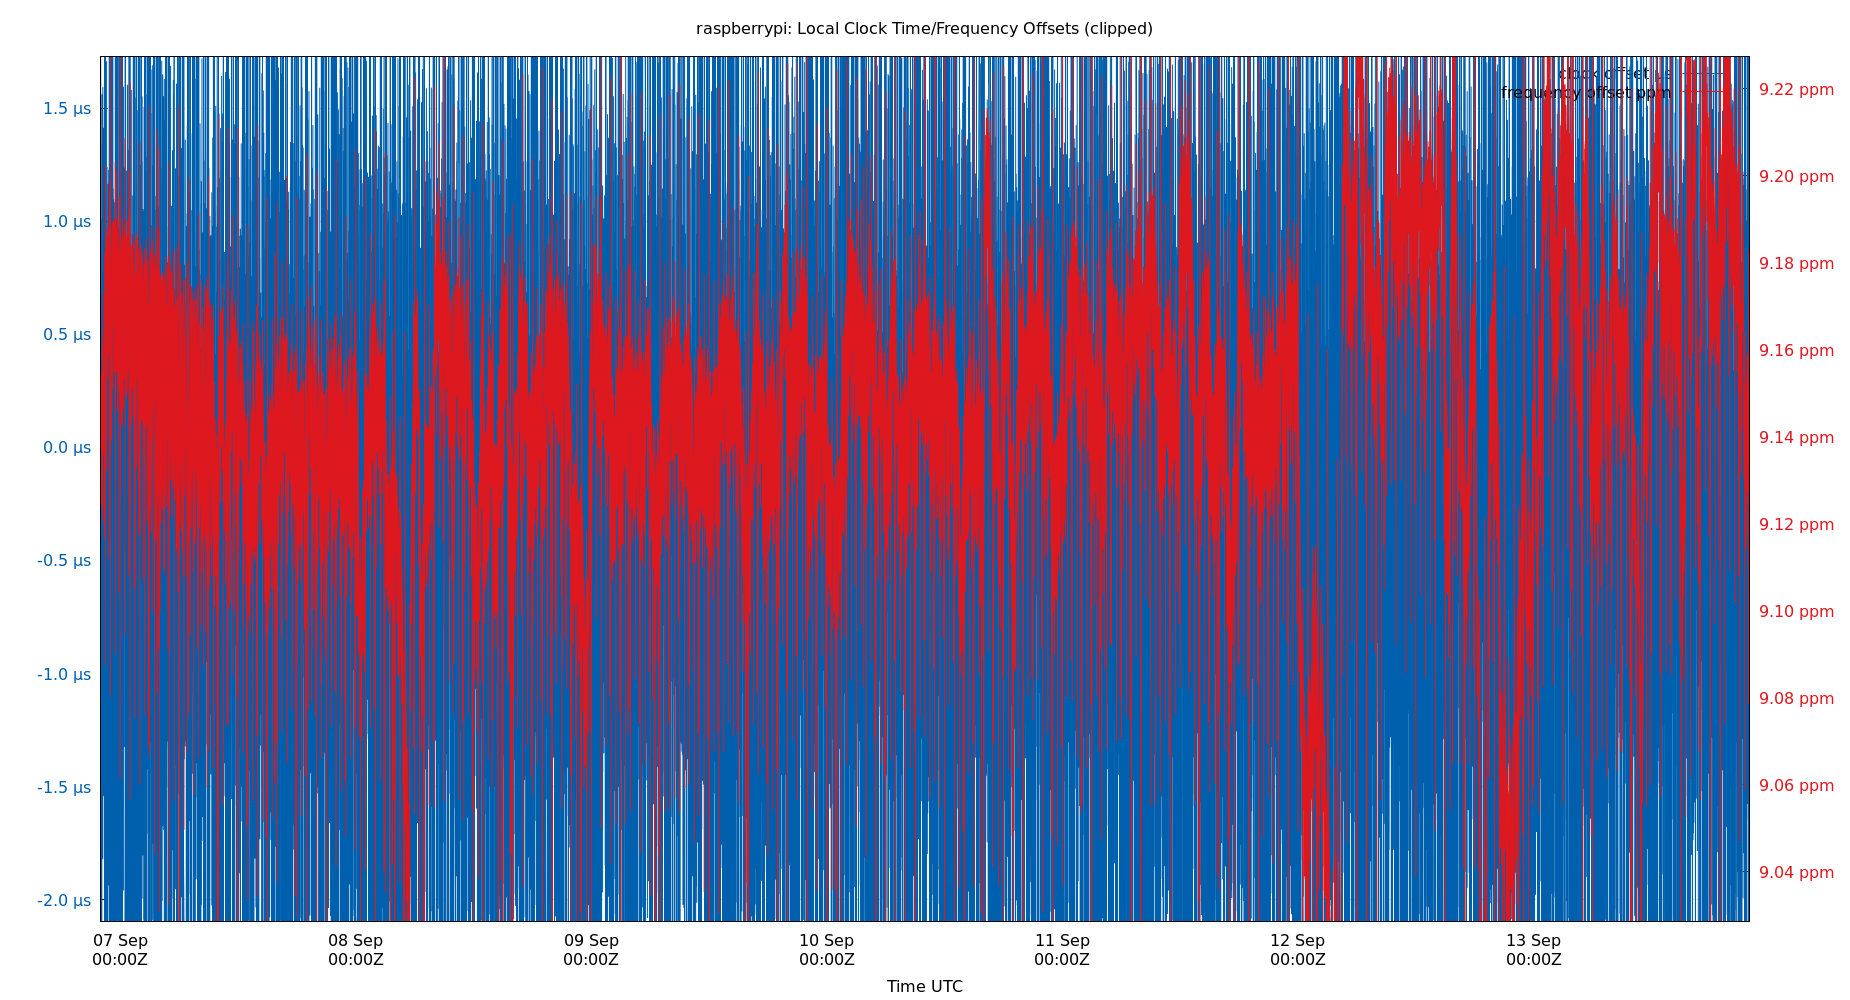 raspberrypi: Local Clock Time/Frequency Offsets (clipped)
clock offset µs
frequency offset ppm
1.5 µs
1.0 µs
0.5 µs
0.0 µs
-0.5 µs
-1.0 µs
-1.5 µs
-2.0 µs
9.22 ppm
9.20 ppm
9.18 ppm
9.16 ppm
9.14 ppm
9.12 ppm
9.10 ppm
9.08 ppm
9.06 ppm
9.04 ppm
07 Sep 08 Sep 09 Sep 10 Sep 11 Sep 12 Sep 13 Sep
00:00Z 00:00Z 00:00Z 00:00Z 00:00Z 00:00Z 00:00Z
Time UTC